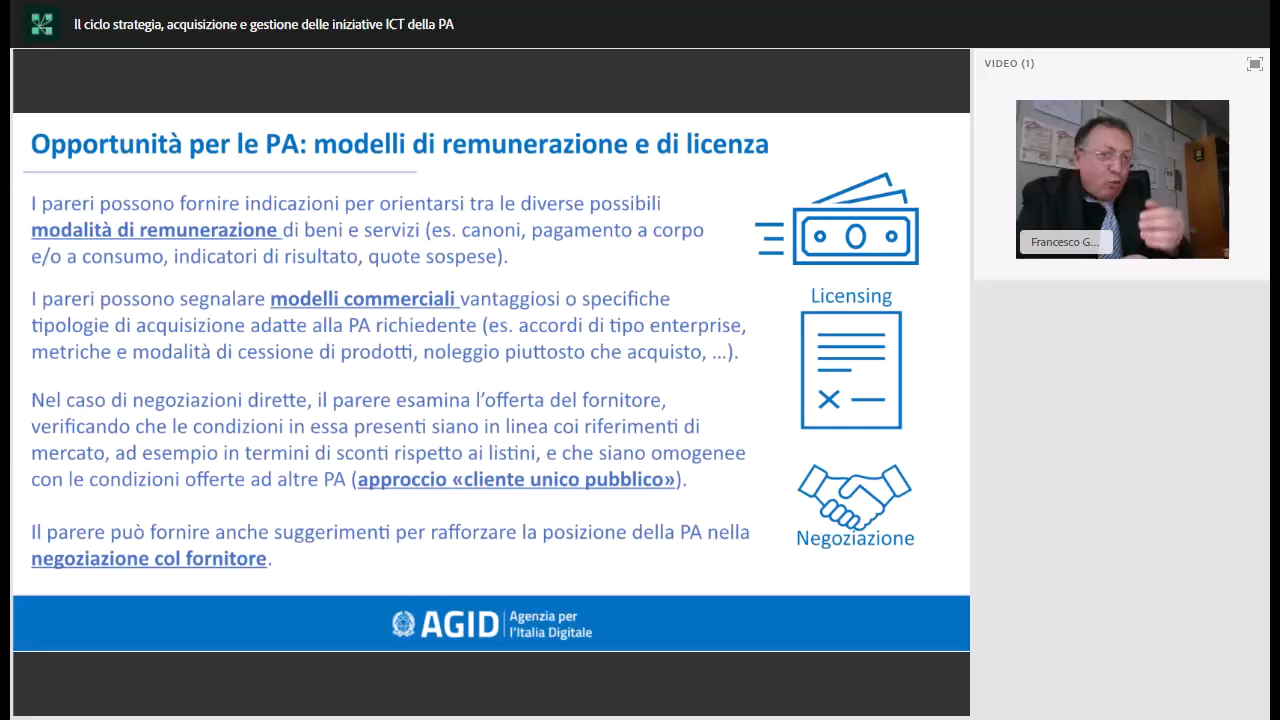 Il ciclo strategia, acquisizione e gestione delle iniziative ICT della PA
VIDEO (1)
Francesco G...
Opportunità per le PA: modelli di remunerazione e di licenza
I pareri possono fornire indicazioni per orientarsi tra le diverse possibili
modalità di remunerazione di beni e servizi (es. canoni, pagamento a corpo
e/o a consumo, indicatori di risultato, quote sospese).
I pareri possono segnalare modelli commerciali vantaggiosi o specifiche
tipologie di acquisizione adatte alla PA richiedente (es. accordi di tipo enterprise,
metriche e modalità di cessione di prodotti, noleggio piuttosto che acquisto, ...).
Nel caso di negoziazioni dirette, il parere esamina l'offerta del fornitore,
verificando che le condizioni in essa presenti siano in linea coi riferimenti di
mercato, ad esempio in termini di sconti rispetto ai listini, e che siano omogenee
con le condizioni offerte ad altre PA (approccio «cliente unico pubblico»).
Il parere può fornire anche suggerimenti per rafforzare la posizione della PA nella
negoziazione col fornitore.
Licensing
Negoziazione
AGID
Agenzia per
l'Italia Digitale